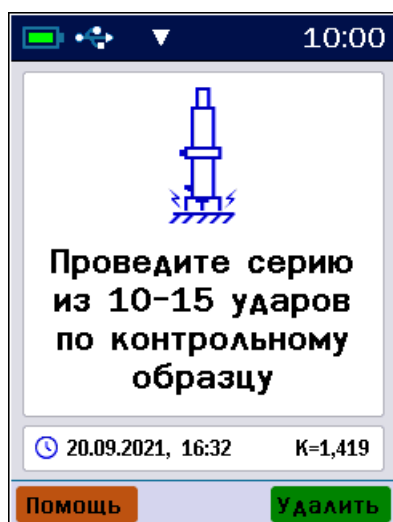 10:00
Проведите серию
из 10-15 ударов
по контрольному
образцу
20.09.2021, 16:32 K=1,419
Помощь Удалить